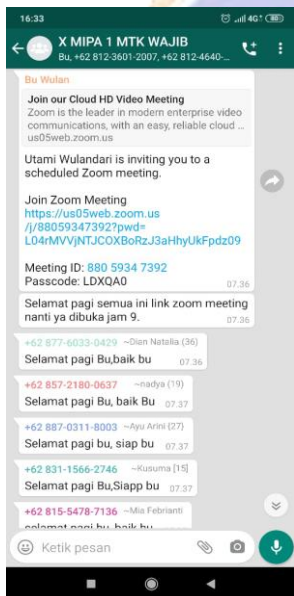 16:33
4G
X MIPA 1 MTK WAJIB
Bu, +62 812-3601-2007, +62 812-4640-...
Bu Wulan
Join our Cloud HD Video Meeting
Zoom is the leader in modern enterprise video
communications, with an easy, reliable cloud ..
us05web.zoom.us
Utami Wulandari is inviting you to a
scheduled Zoom meeting.
Join Zoom Meeting
https://us05web.zoom.us
/j/88059347392?pwd=
L04rMVVjNTJCOXBoRzJ3aHhyUkFpdz09
Meeting ID: 880 5934 7392
Passcode: LDXQA0
07.36
Selamat pagi semua ini link zoom meeting
nanti ya dibuka jam 9.
07.36
+62 877-6033-0429 ~Dian Natalia (36)
Selamat pagi Bu,baik bu 07.36
+62 857-2180-0637 ~nadya (19)
Selamat pagi Bu, baik Bu 07.37
+62 887-0311-8003 ~Ayu Arini (27)
Selamat pagi bu, siap bu 07.37
+62 831-1566-2746 ~Kusuma [15]
Selamat pagi Bu,Siapp bu 07.37
+62 815-5478-7136 ~Mia Febrianti
selamat pagi bu, baik bu
Ketik pesan